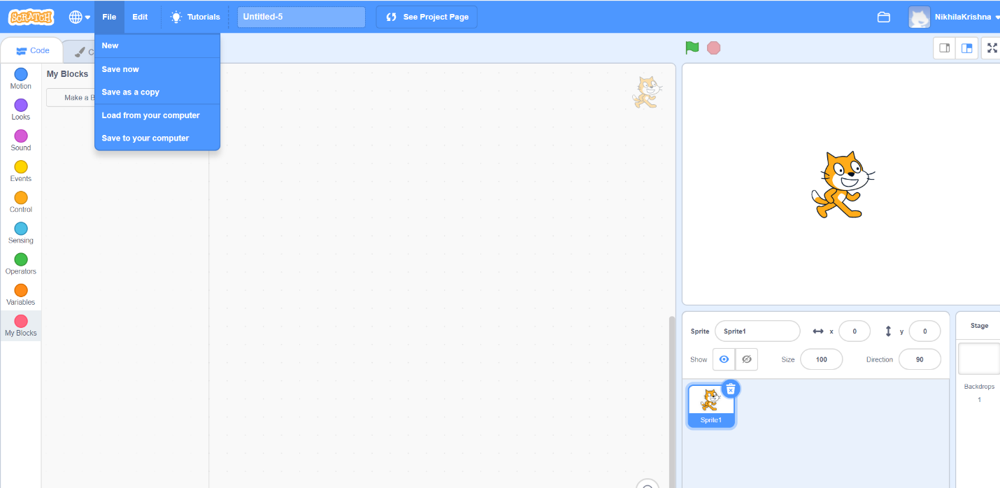 SCRATCH File Edit Tutorials Untitled-5 See Project Page NikhilaKrishna
New
Save now
Save as a copy
Load from your computer
Save to your computer
Code C
My Blocks
Make a B
Motion
Looks
Sound
Events
Control
Sensing
Operators
Variables
My Blocks
Sprite Sprite1 x 0 y 0
Show Size 100 Direction 90
Sprite1
Stage
Backdrops
1